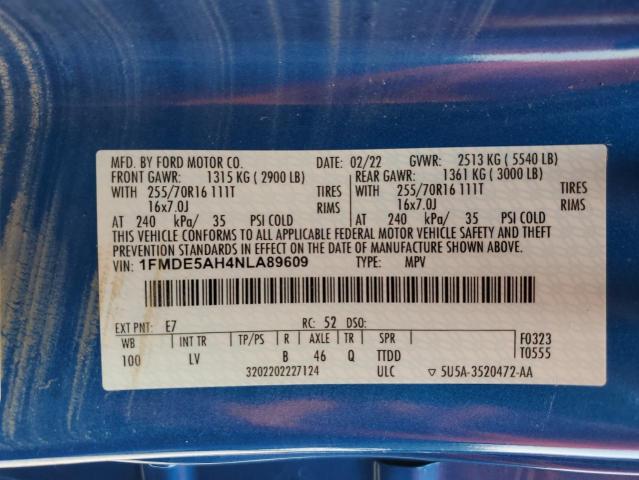 MFD. BY FORD MOTOR CO. DATE: 02/22 GVWR: 2513 KG ( 5540 LB)
FRONT GAWR: 1315 KG ( 2900 LB) REAR GAWR: 1361 KG ( 3000 LB)
WITH 255/70R16 111T TIRES WITH 255/70R16 111T TIRES
16x7.0J RIMS 16x7.0J RIMS
AT 240 kPa/ 35 PSI COLD AT 240 kPa/ 35 PSI COLD
THIS VEHICLE CONFORMS TO ALL APPLICABLE FEDERAL MOTOR VEHICLE SAFETY AND THEFT
PREVENTION STANDARDS IN EFFECT ON THE DATE OF MANUFACTURE SHOWN ABOVE.
VIN: 1FMDE5AH4NLA89609 TYPE: MPV
EXT PNT: E7 RC: 52 DSO:
WB INT TR TP/PS R AXLE TR SPR F0323
100 LV B 46 Q TTDD T0555
3202202227124 ULC ▽ 5U5A-3520472-AA